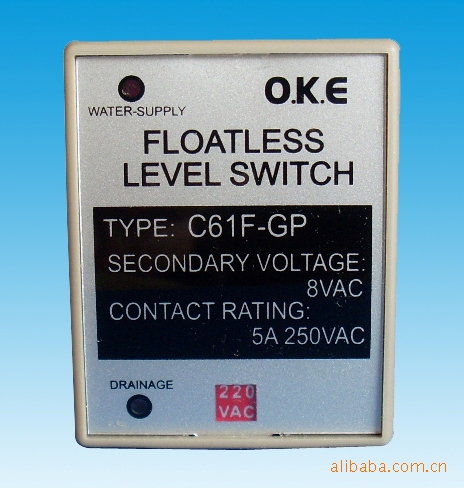 O.K.E
WATER-SUPPLY
FLOATLESS
LEVEL SWITCH
TYPE: C61F-GP
SECONDARY VOLTAGE:
8VAC
CONTACT RATING:
5A 250VAC
DRAINAGE
220
VAC
alibaba.com.cn